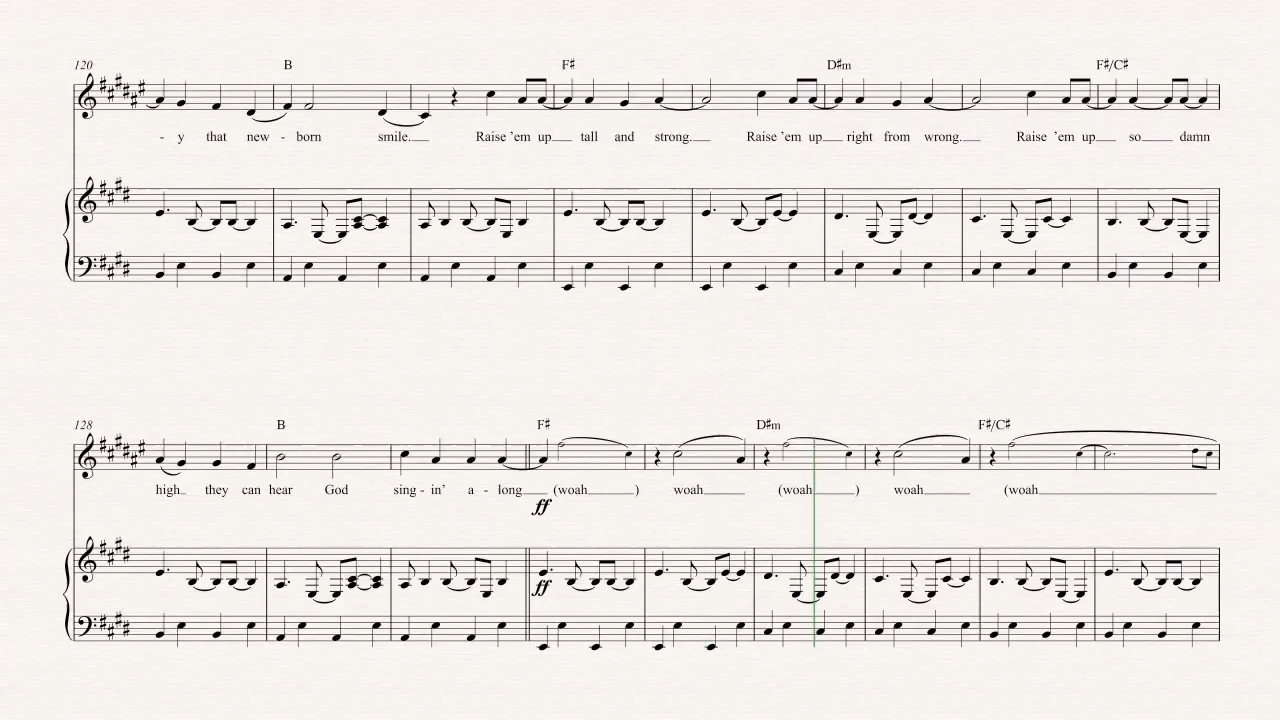 120 B F♯ D♯m F♯/C♯
- y that new - born smile. Raise ’em up tall and strong. Raise ’em up right from wrong. Raise ’em up so damn
128 B F♯ D♯m F♯/C♯
high they can hear God sing - in’ a - long (woah ) woah (woah ) woah (woah
ff
ff